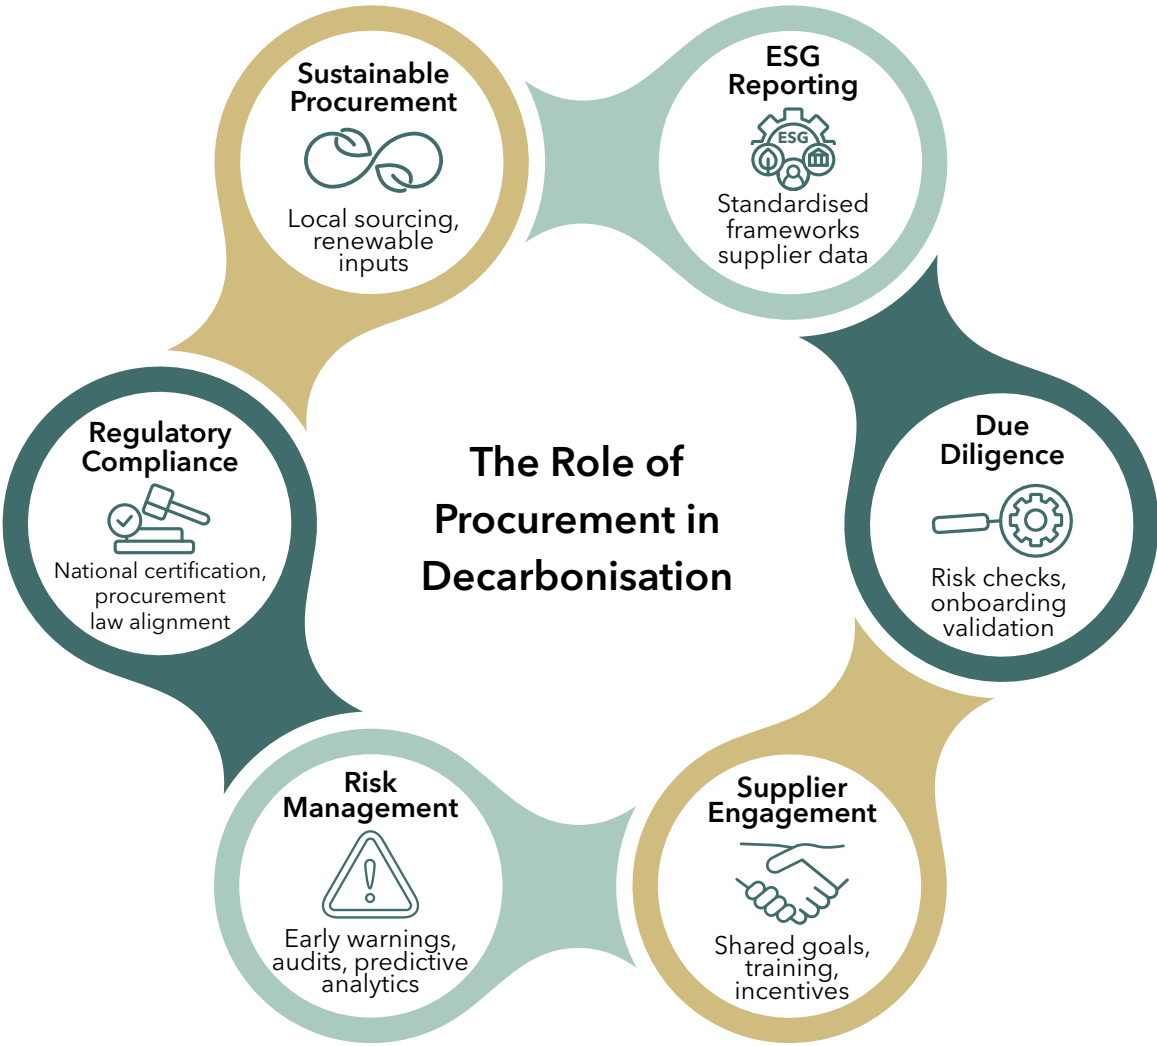 Sustainable
Procurement
Local sourcing,
renewable
inputs
ESG
Reporting
ESG
Standardised
frameworks
supplier data
Regulatory
Compliance
National certification,
procurement
law alignment
The Role of
Procurement in
Decarbonisation
Due
Diligence
Risk checks,
onboarding
validation
Risk
Management
Early warnings,
audits, predictive
analytics
Supplier
Engagement
Shared goals,
training,
incentives